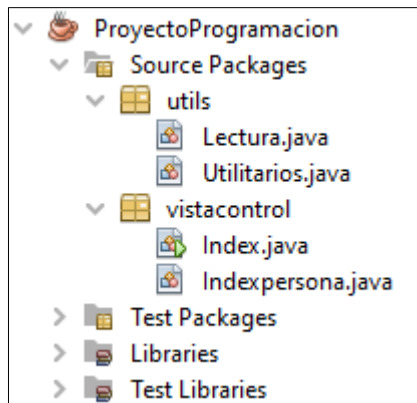 ProyectoProgramacion
Source Packages
utils
Lectura.java
Utilitarios.java
vistacontrol
Index.java
Indexpersona.java
Test Packages
Libraries
Test Libraries